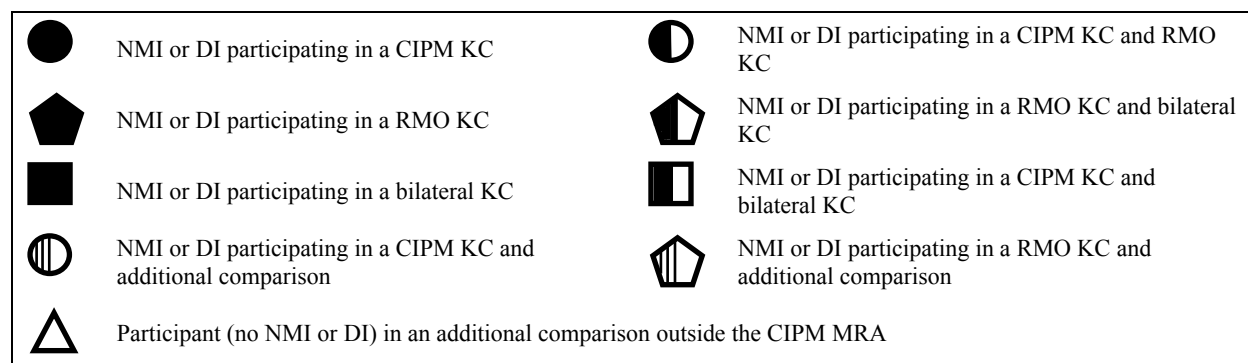 NMI or DI participating in a CIPM KC
NMI or DI participating in a CIPM KC and RMO
KC
NMI or DI participating in a RMO KC
NMI or DI participating in a RMO KC and bilateral
KC
NMI or DI participating in a bilateral KC
NMI or DI participating in a CIPM KC and
bilateral KC
NMI or DI participating in a CIPM KC and
additional comparison
NMI or DI participating in a RMO KC and
additional comparison
Participant (no NMI or DI) in an additional comparison outside the CIPM MRA